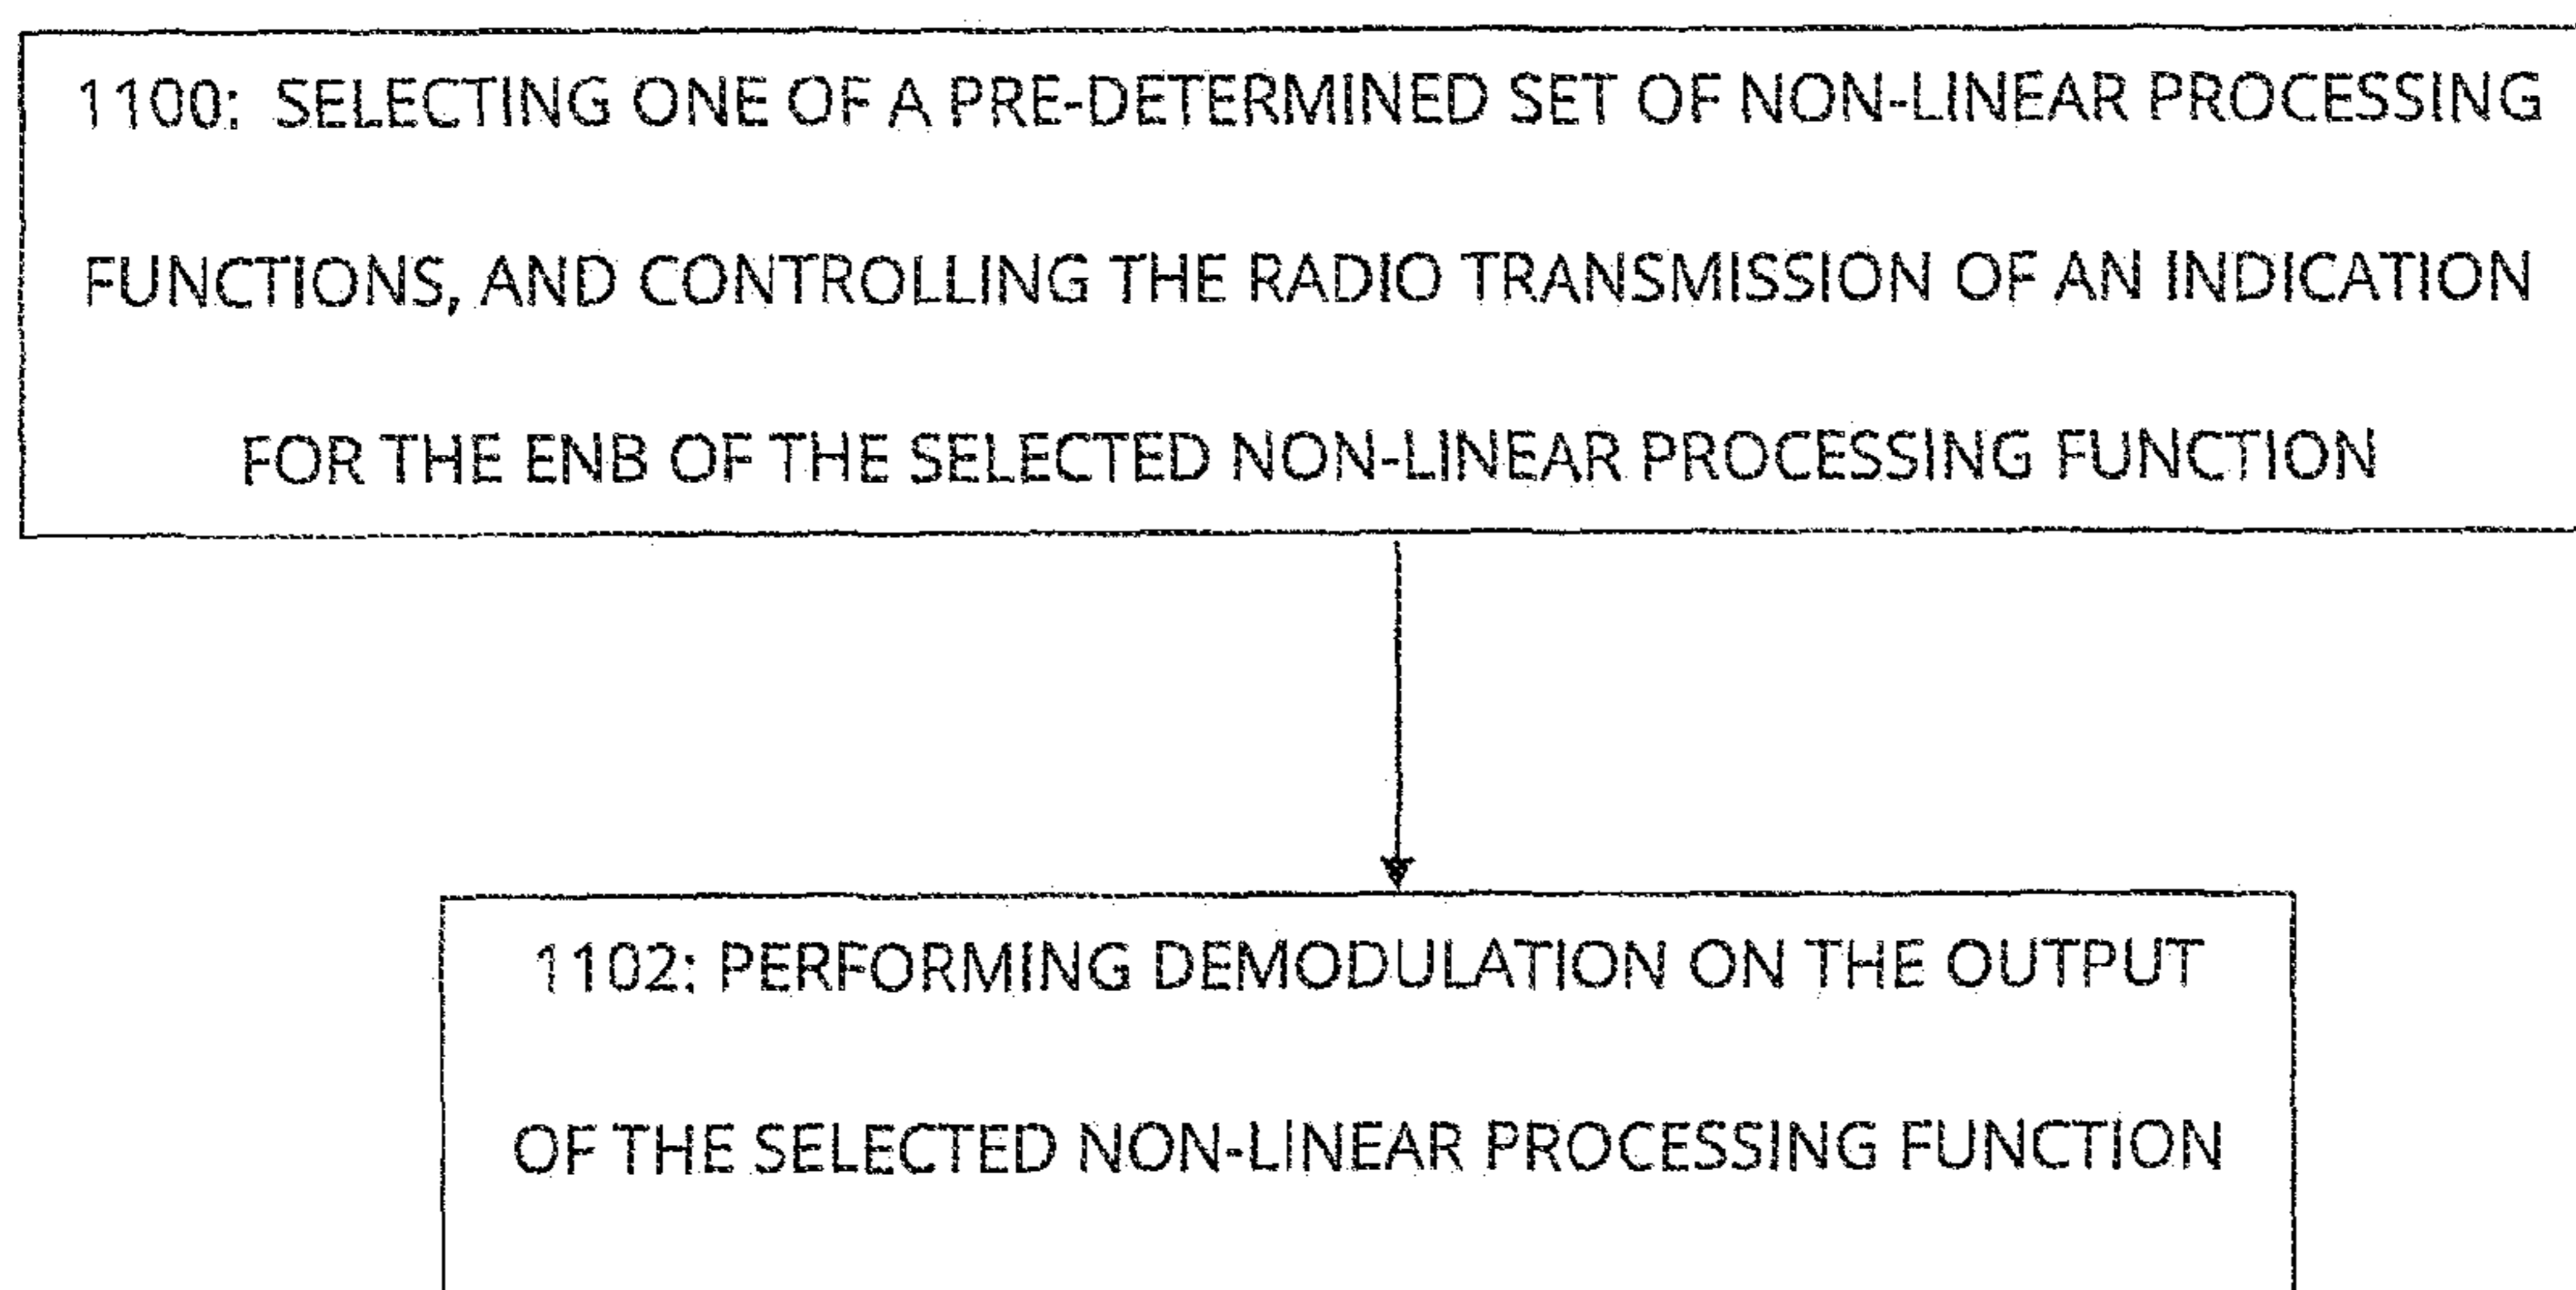 1100: SELECTING ONE OF A PRE-DETERMINED SET OF NON-LINEAR PROCESSING
FUNCTIONS, AND CONTROLLING THE RADIO TRANSMISSION OF AN INDICATION
FOR THE ENB OF THE SELECTED NON-LINEAR PROCESSING FUNCTION
1102: PERFORMING DEMODULATION ON THE OUTPUT
OF THE SELECTED NON-LINEAR PROCESSING FUNCTION